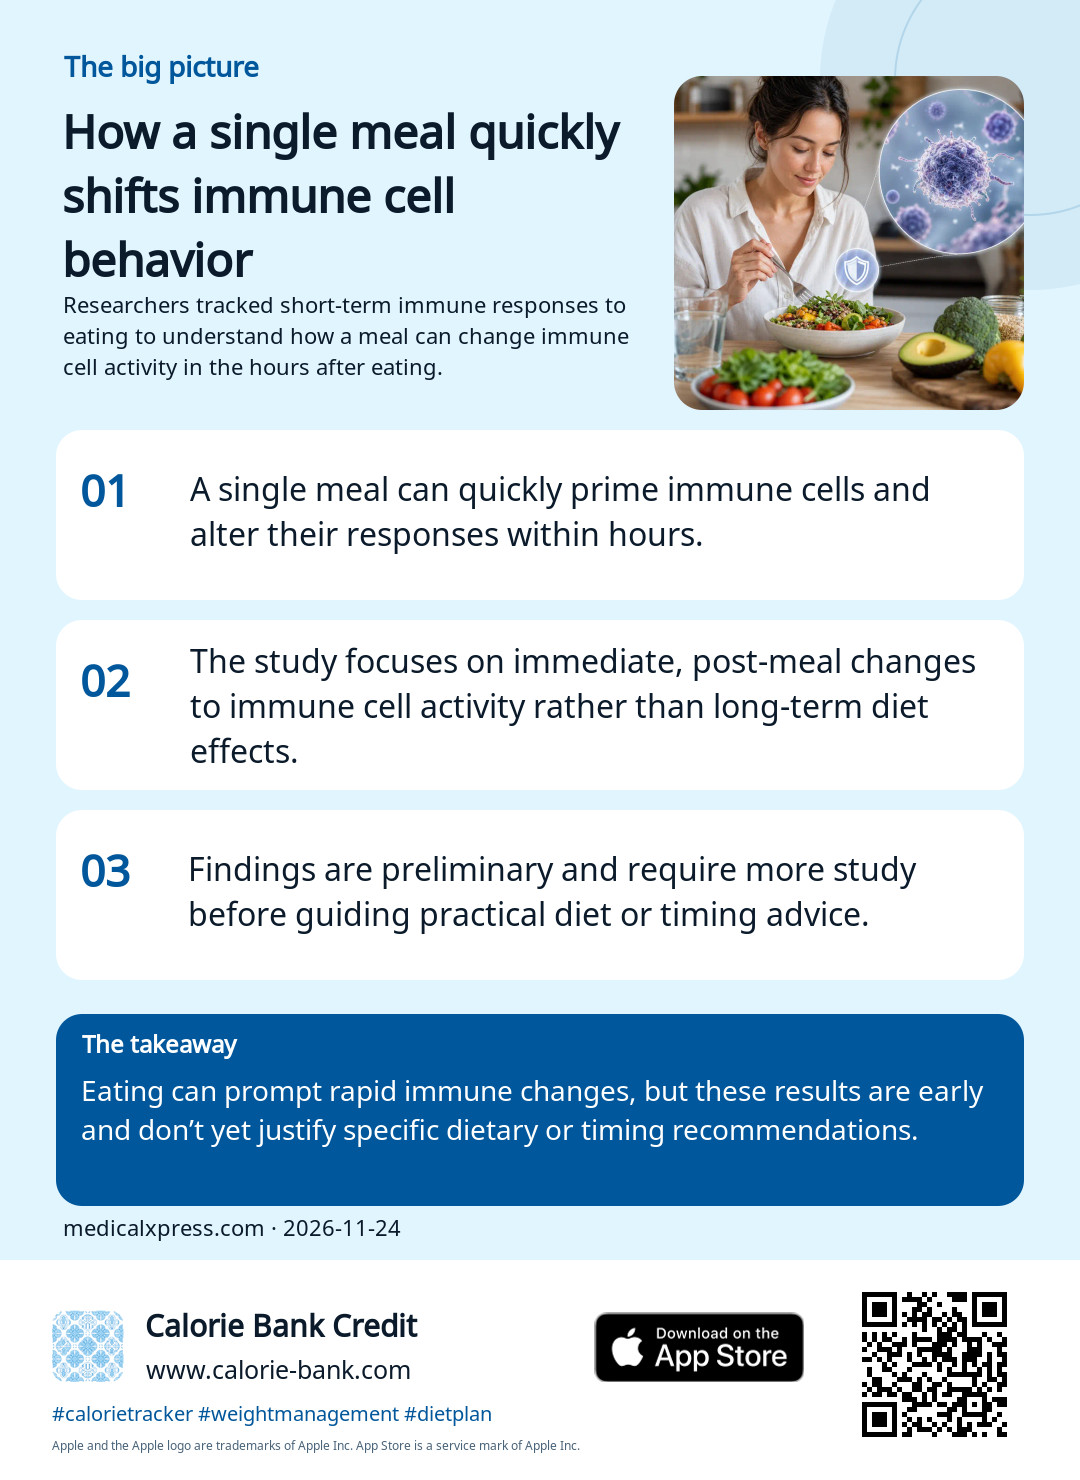 The big picture
How a single meal quickly
shifts immune cell
behavior
Researchers tracked short-term immune responses to
eating to understand how a meal can change immune
cell activity in the hours after eating.
01
A single meal can quickly prime immune cells and
alter their responses within hours.
02
The study focuses on immediate, post-meal changes
to immune cell activity rather than long-term diet
effects.
03
Findings are preliminary and require more study
before guiding practical diet or timing advice.
The takeaway
Eating can prompt rapid immune changes, but these results are early
and don’t yet justify specific dietary or timing recommendations.
medicalxpress.com · 2026-11-24
Calorie Bank Credit
www.calorie-bank.com
Download on the
App Store
#calorietracker #weightmanagement #dietplan
Apple and the Apple logo are trademarks of Apple Inc. App Store is a service mark of Apple Inc.